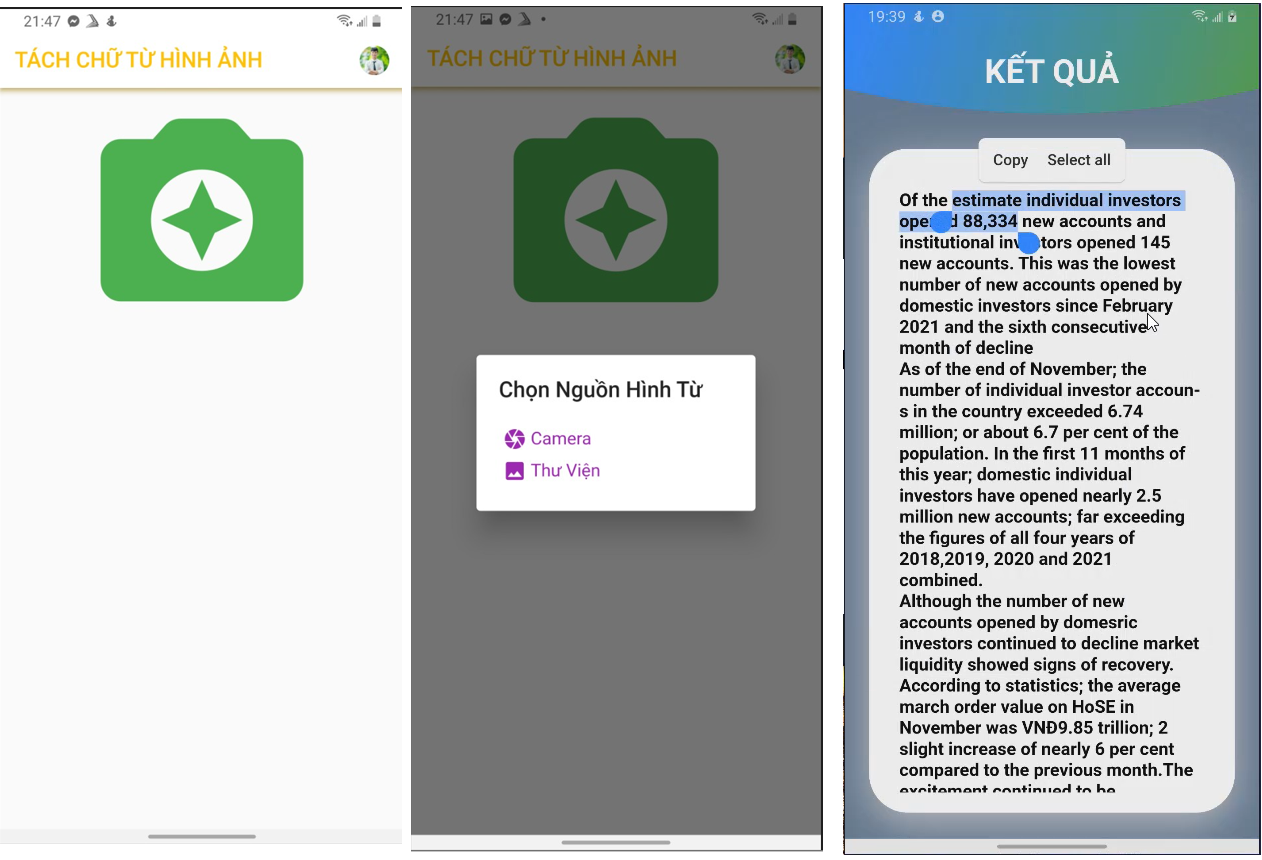 21:47
TÁCH CHỮ TỪ HÌNH ẢNH
21:47
TÁCH CHỮ TỪ HÌNH ẢNH
Chọn Nguồn Hình Từ
Camera
Thư Viện
19:39
KẾT QUẢ
Copy Select all
Of the estimate individual investors
opened 88,334 new accounts and
institutional investors opened 145
new accounts. This was the lowest
number of new accounts opened by
domestic investors since February
2021 and the sixth consecutive
month of decline
As of the end of November; the
number of individual investor accoun-
s in the country exceeded 6.74
million; or about 6.7 per cent of the
population. In the first 11 months of
this year; domestic individual
investors have opened nearly 2.5
million new accounts; far exceeding
the figures of all four years of
2018,2019, 2020 and 2021
combined.
Although the number of new
accounts opened by domesric
investors continued to decline market
liquidity showed signs of recovery.
According to statistics; the average
march order value on HoSE in
November was VNĐ9.85 trillion; 2
slight increase of nearly 6 per cent
compared to the previous month.The
excitement continued to be